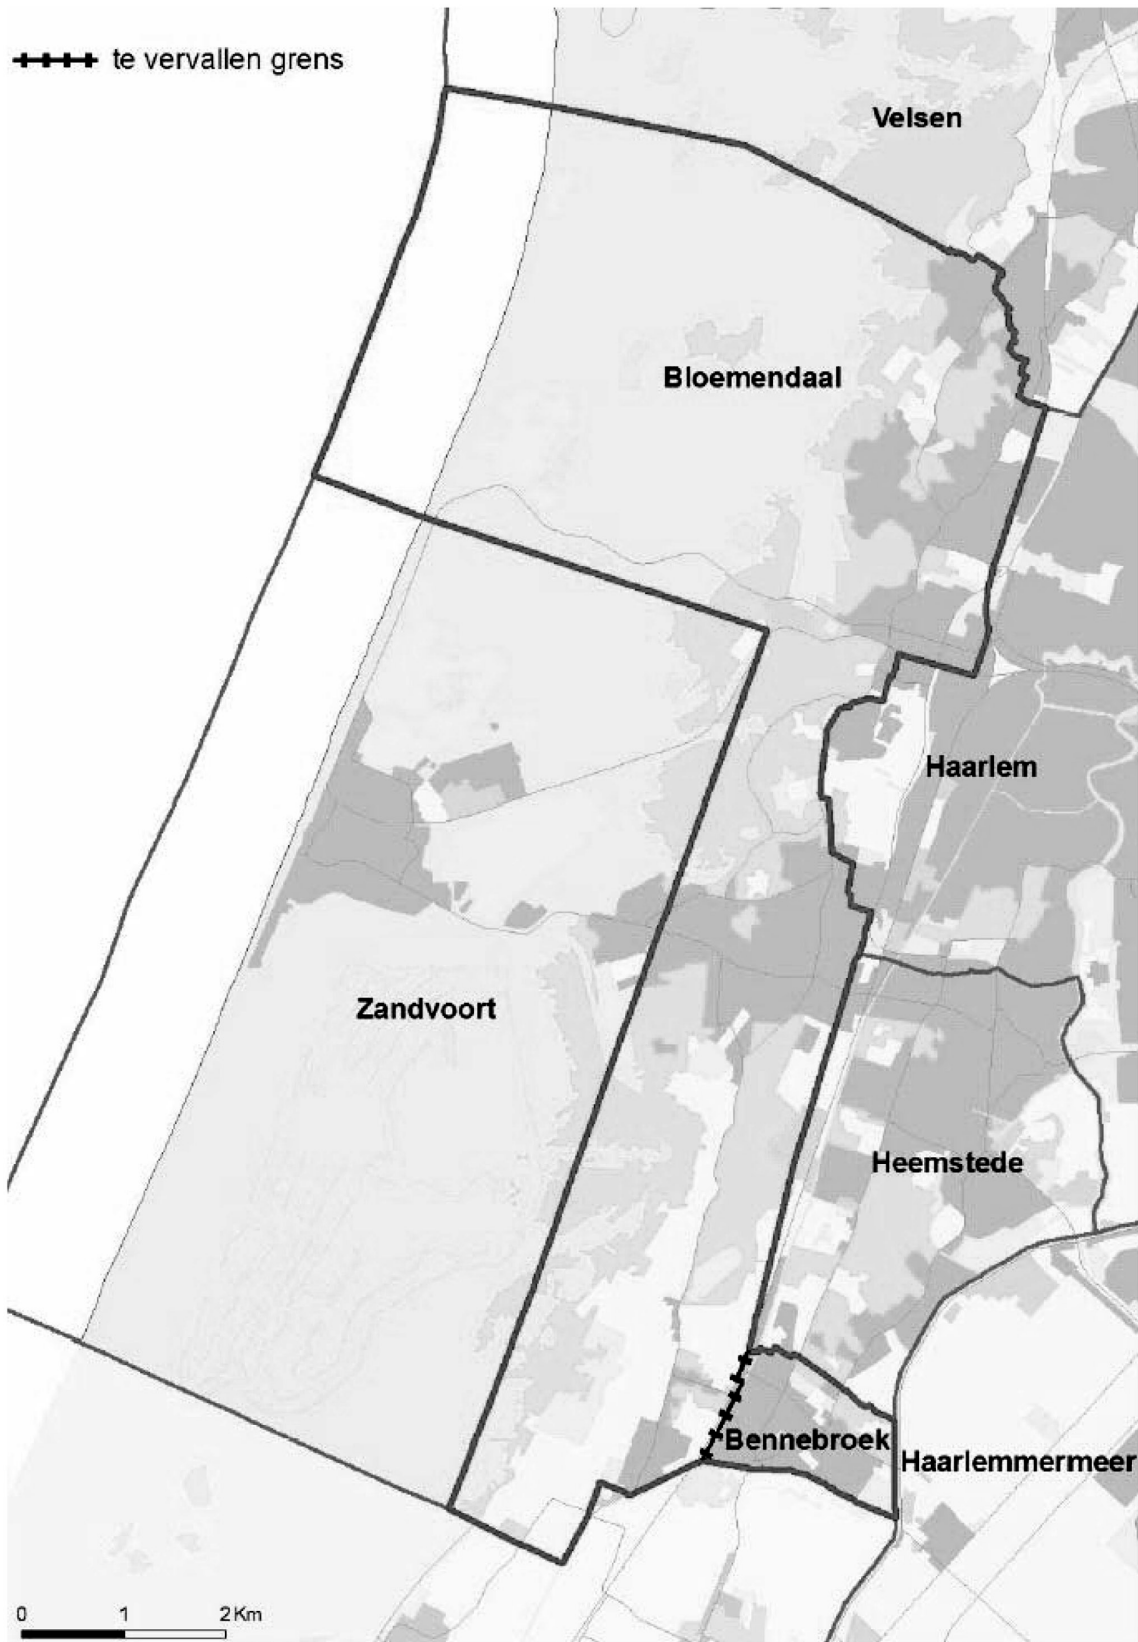 te vervallen grens
Velsen
Bloemendaal
Haarlem
Zandvoort
Heemstede
Bennebroek
Haarlemmermeer
0 1 2 Km